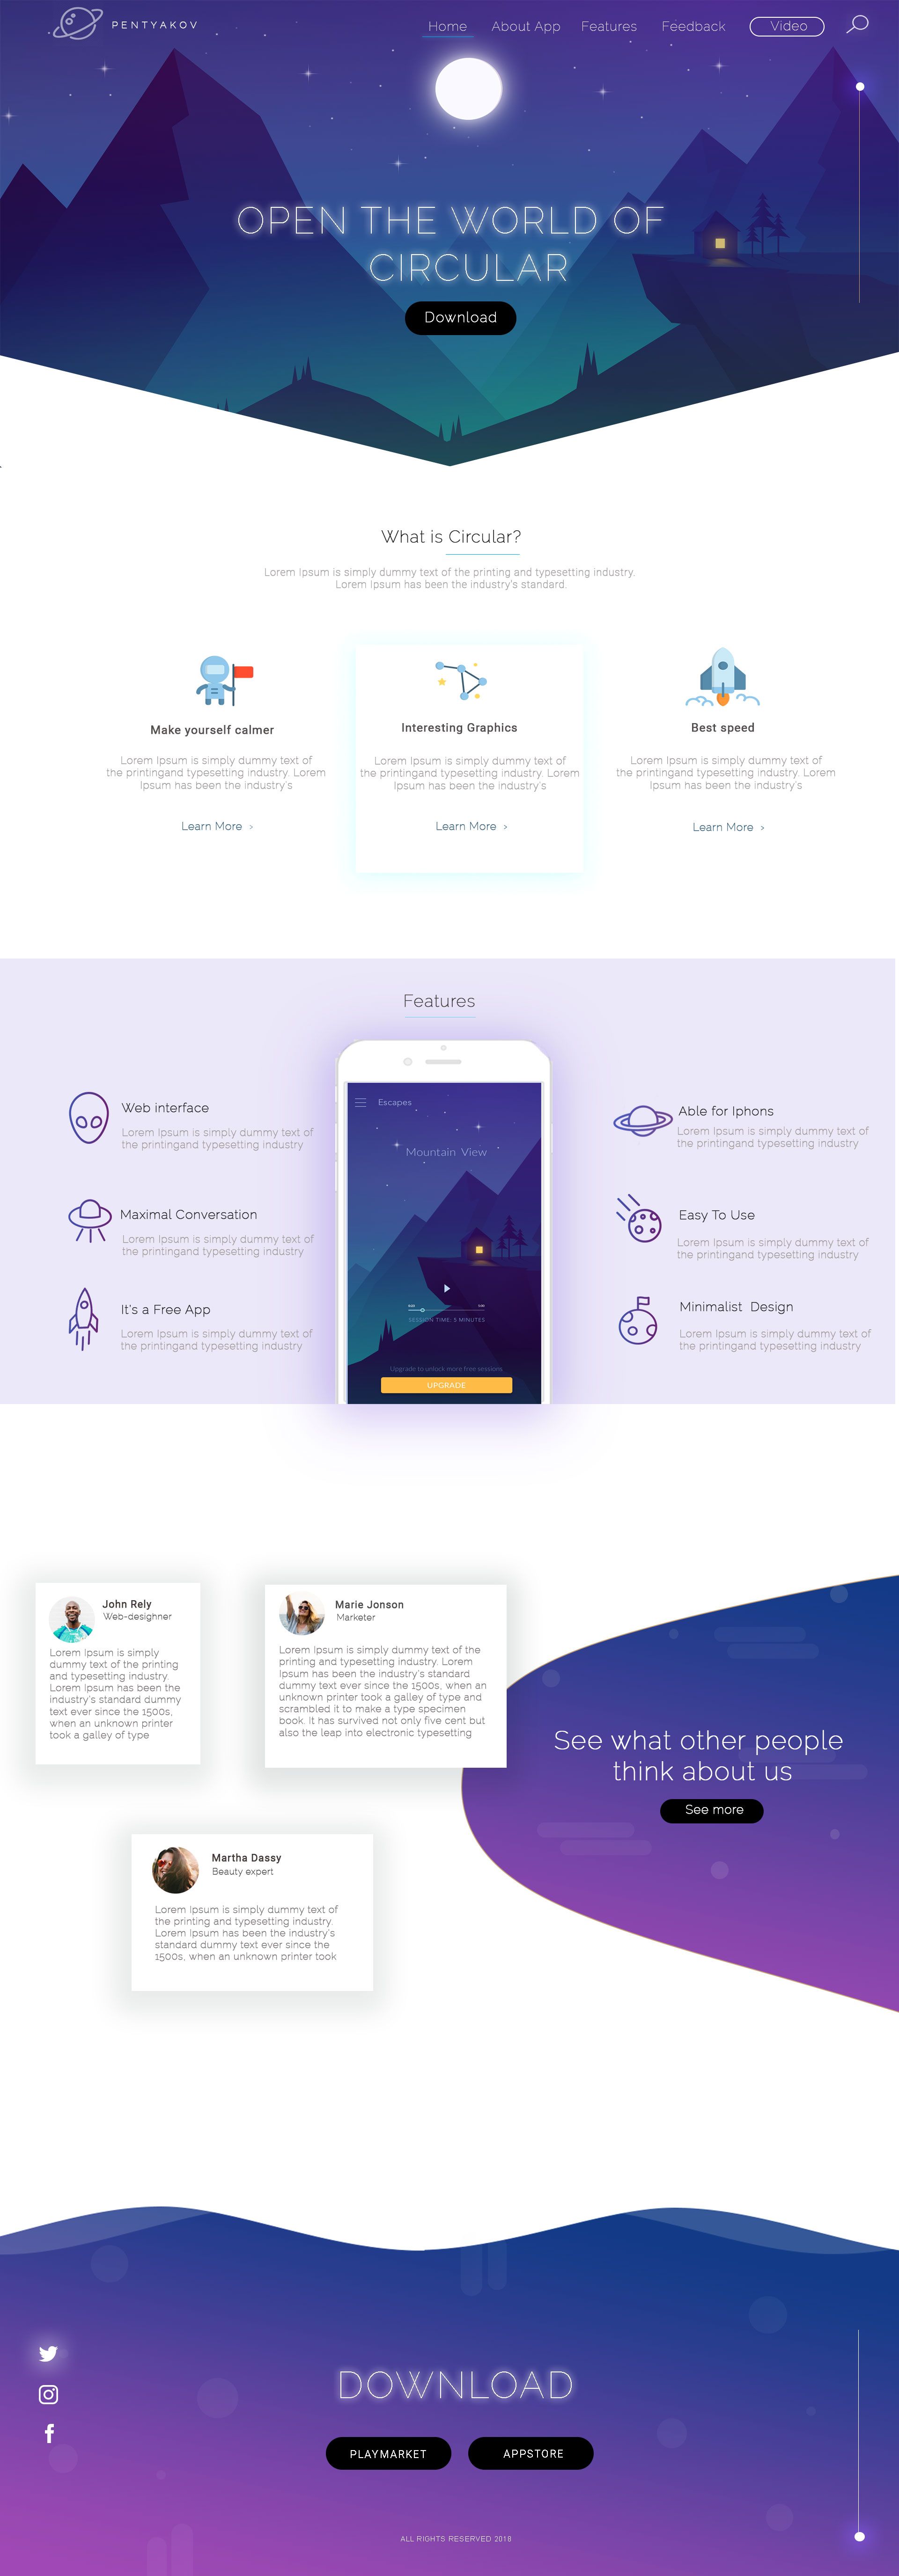 PENTYAKOV
Home
About App
Features
Feedback
Video
OPEN THE WORLD OF
CIRCULAR
Download
What is Circular?
Lorem Ipsum is simply dummy text of the printing and typesetting industry.
Lorem Ipsum has been the industry's standard.
Make yourself calmer
Lorem Ipsum is simply dummy text of
the printingand typesetting industry. Lorem
Ipsum has been the industry's
Learn More >
Interesting Graphics
Lorem Ipsum is simply dummy text of
the printingand typesetting industry. Lorem
Ipsum has been the industry's
Learn More >
Best speed
Lorem Ipsum is simply dummy text of
the printingand typesetting industry. Lorem
Ipsum has been the industry's
Learn More >
Features
Web interface
Lorem Ipsum is simply dummy text of
the printingand typesetting industry
Maximal Conversation
Lorem Ipsum is simply dummy text of
the printingand typesetting industry
It's a Free App
Lorem Ipsum is simply dummy text of
the printingand typesetting industry
Escapes
Mountain View
SESSION TIME: 5 MINUTES
Upgrade to unlock more free sessions
UPGRADE
Able for Iphons
Lorem Ipsum is simply dummy text of
the printingand typesetting industry
Easy To Use
Lorem Ipsum is simply dummy text of
the printingand typesetting industry
Minimalist Design
Lorem Ipsum is simply dummy text of
the printingand typesetting industry
John Rely
Web-desighner
Lorem Ipsum is simply
dummy text of the printing
and typesetting industry.
Lorem Ipsum has been the
industry's standard dummy
text ever since the 1500s,
when an unknown printer
took a galley of type
Marie Jonson
Marketer
Lorem Ipsum is simply dummy text of the
printing and typesetting industry. Lorem
Ipsum has been the industry's standard
dummy text ever since the 1500s, when an
unknown printer took a galley of type and
scrambled it to make a type specimen
book. It has survived not only five cent but
also the leap into electronic typesetting
See what other people
think about us
See more
Martha Dassy
Beauty expert
Lorem Ipsum is simply dummy text of
the printing and typesetting industry.
Lorem Ipsum has been the industry's
standard dummy text ever since the
1500s, when an unknown printer took
DOWNLOAD
PLAYMARKET
APPSTORE
ALL RIGHTS RESERVED 2018